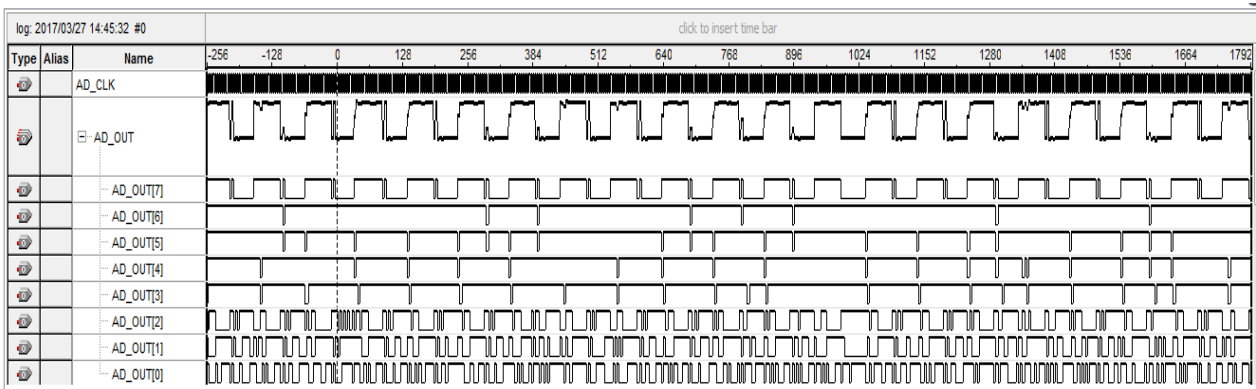 log: 2017/03/27 14:45:32 #0 click to insert time bar
Type Alias Name -256 -128 0 128 256 384 512 640 768 896 1024 1152 1280 1408 1536 1664 1792
AD_CLK
AD_OUT
AD_OUT[7]
AD_OUT[6]
AD_OUT[5]
AD_OUT[4]
AD_OUT[3]
AD_OUT[2]
AD_OUT[1]
AD_OUT[0]